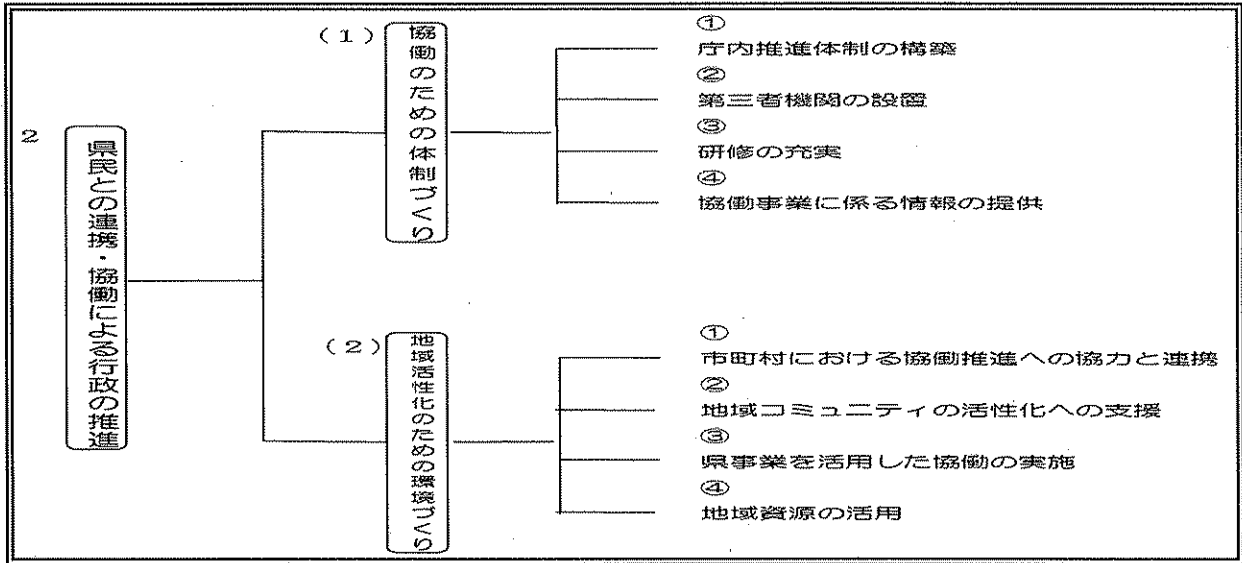 2
県民との連携・協働による行政の推進
(1)
協働のための体制づくり
①
庁内推進体制の構築
②
第三者機関の設置
③
研修の充実
④
協働事業に係る情報の提供
(2)
地域活性化のための環境づくり
①
市町村における協働推進への協力と連携
②
地域コミュニティの活性化への支援
③
県事業を活用した協働の実施
④
地域資源の活用